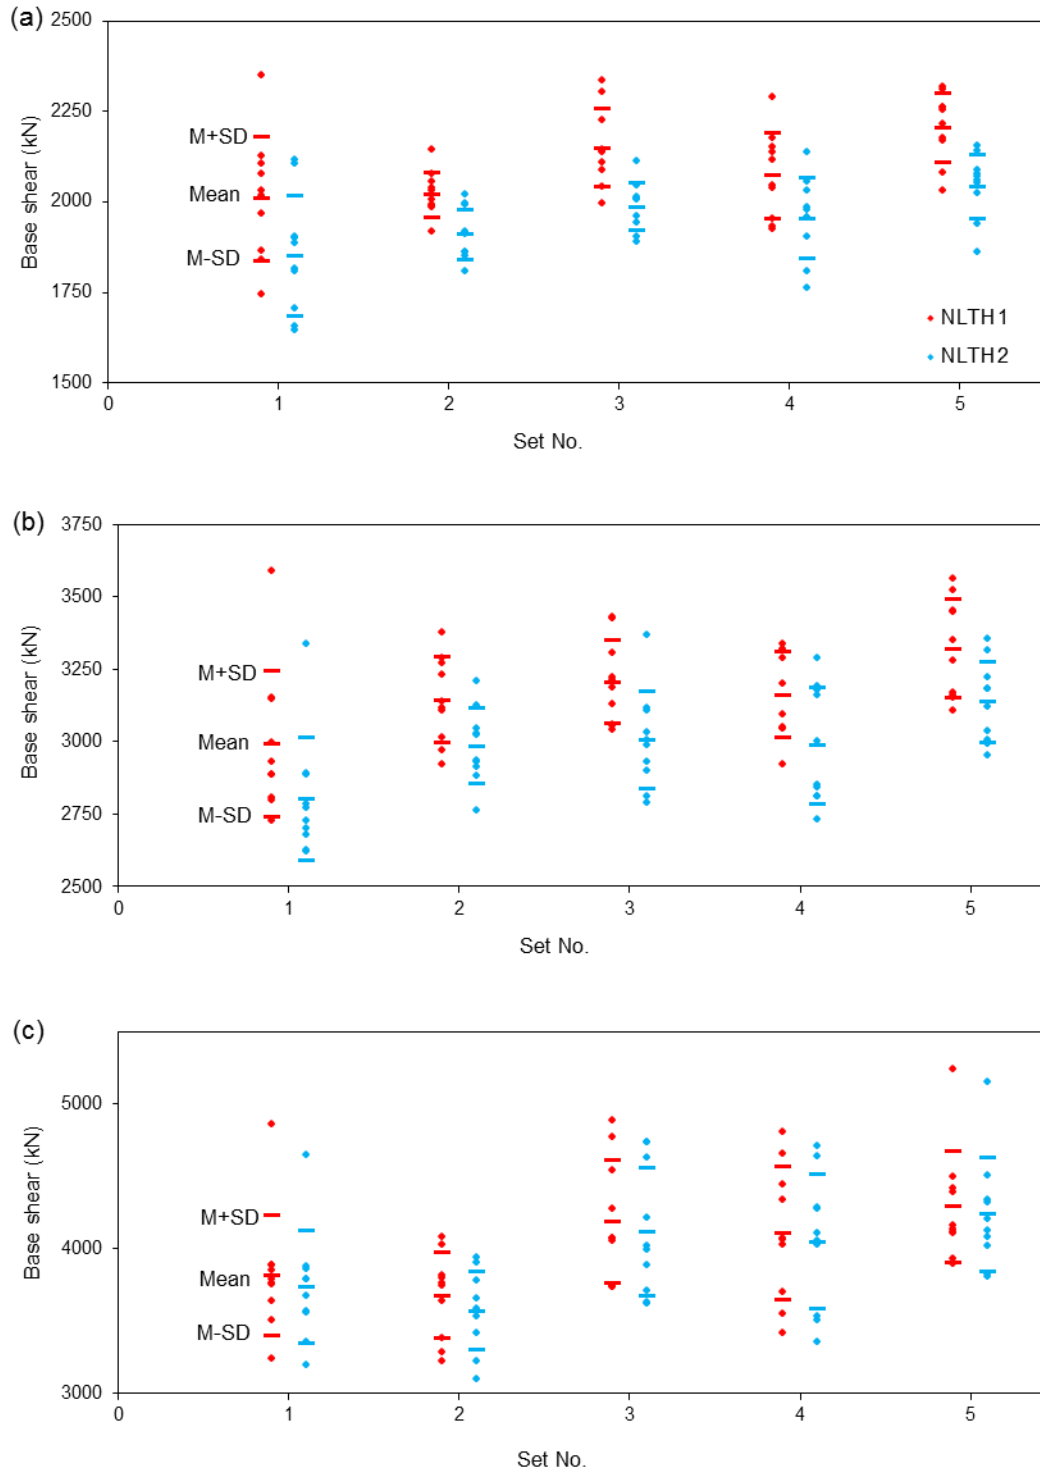 (a)
2500
2250
2000
1750
1500
Base shear (kN)
M+SD
Mean
M-SD
NLTH1
NLTH2
0
1
2
3
4
5
Set No.
(b)
3750
3500
3250
3000
2750
2500
Base shear (kN)
M+SD
Mean
M-SD
0
1
2
3
4
5
Set No.
(c)
5000
4000
3000
Base shear (kN)
M+SD
Mean
M-SD
0
1
2
3
4
5
Set No.